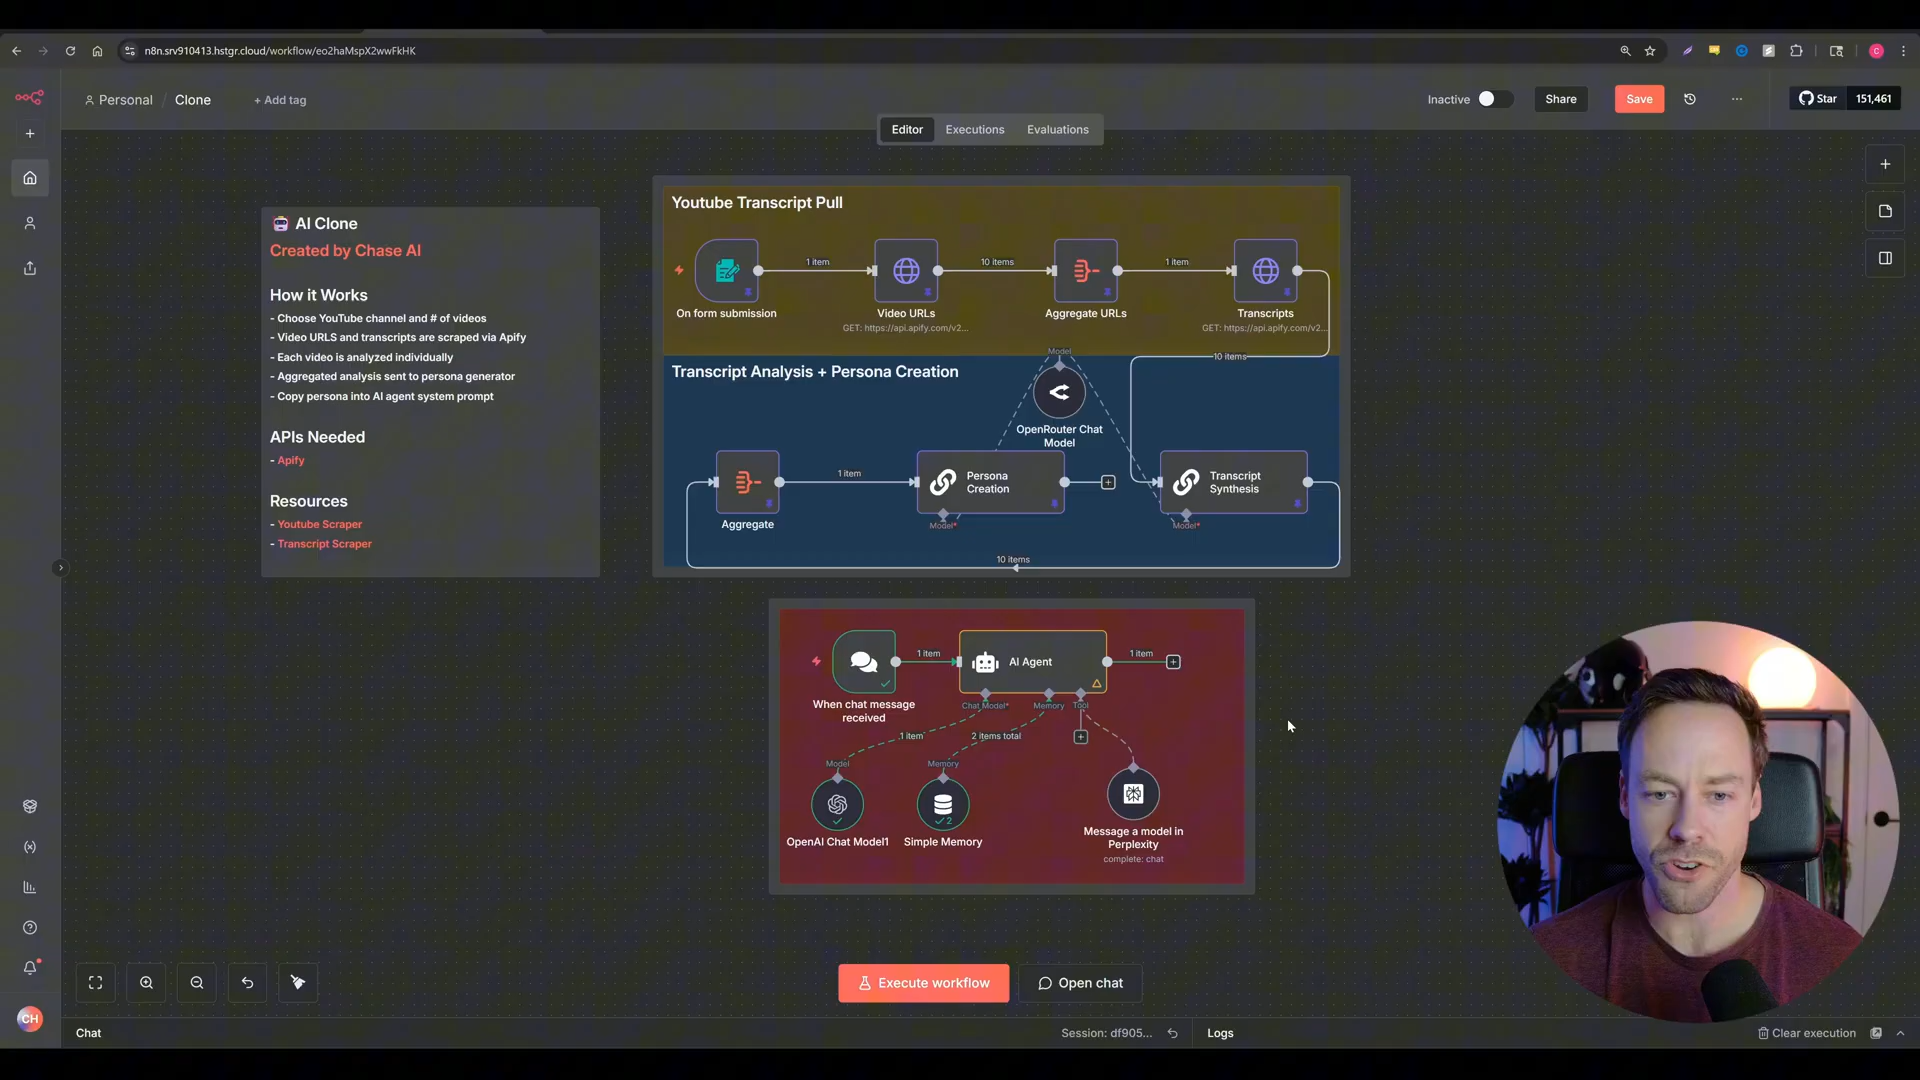 n8n.srv910413.hstgr.cloud/workflow/eo2haMspX2wwFkHK
Personal / Clone + Add tag
Inactive Share Save ... Star 151,461
Editor Executions Evaluations
AI Clone
Created by Chase AI
How it Works
- Choose YouTube channel and # of videos
- Video URLS and transcripts are scraped via Apify
- Each video is analyzed individually
- Aggregated analysis sent to persona generator
- Copy persona into AI agent system prompt
APIs Needed
- Apify
Resources
- Youtube Scraper
- Transcript Scraper
Youtube Transcript Pull
1 item 10 items 1 item
On form submission Video URLs Aggregate URLs Transcripts
GET: https://api.apify.com/v2... GET: https://api.apify.com/v2...
Model
10 items
Transcript Analysis + Persona Creation
OpenRouter Chat
Model
1 item
Persona
Creation
Transcript
Synthesis
Aggregate
Model*
Model*
10 items
1 item
AI Agent
1 item
When chat message
received
Chat Model* Memory Tool
1 item 2 items total
Model Memory
2
OpenAI Chat Model1 Simple Memory
Message a model in
Perplexity
complete: chat
Execute workflow Open chat
CH
C
Chat Session: df905... Logs Clear execution